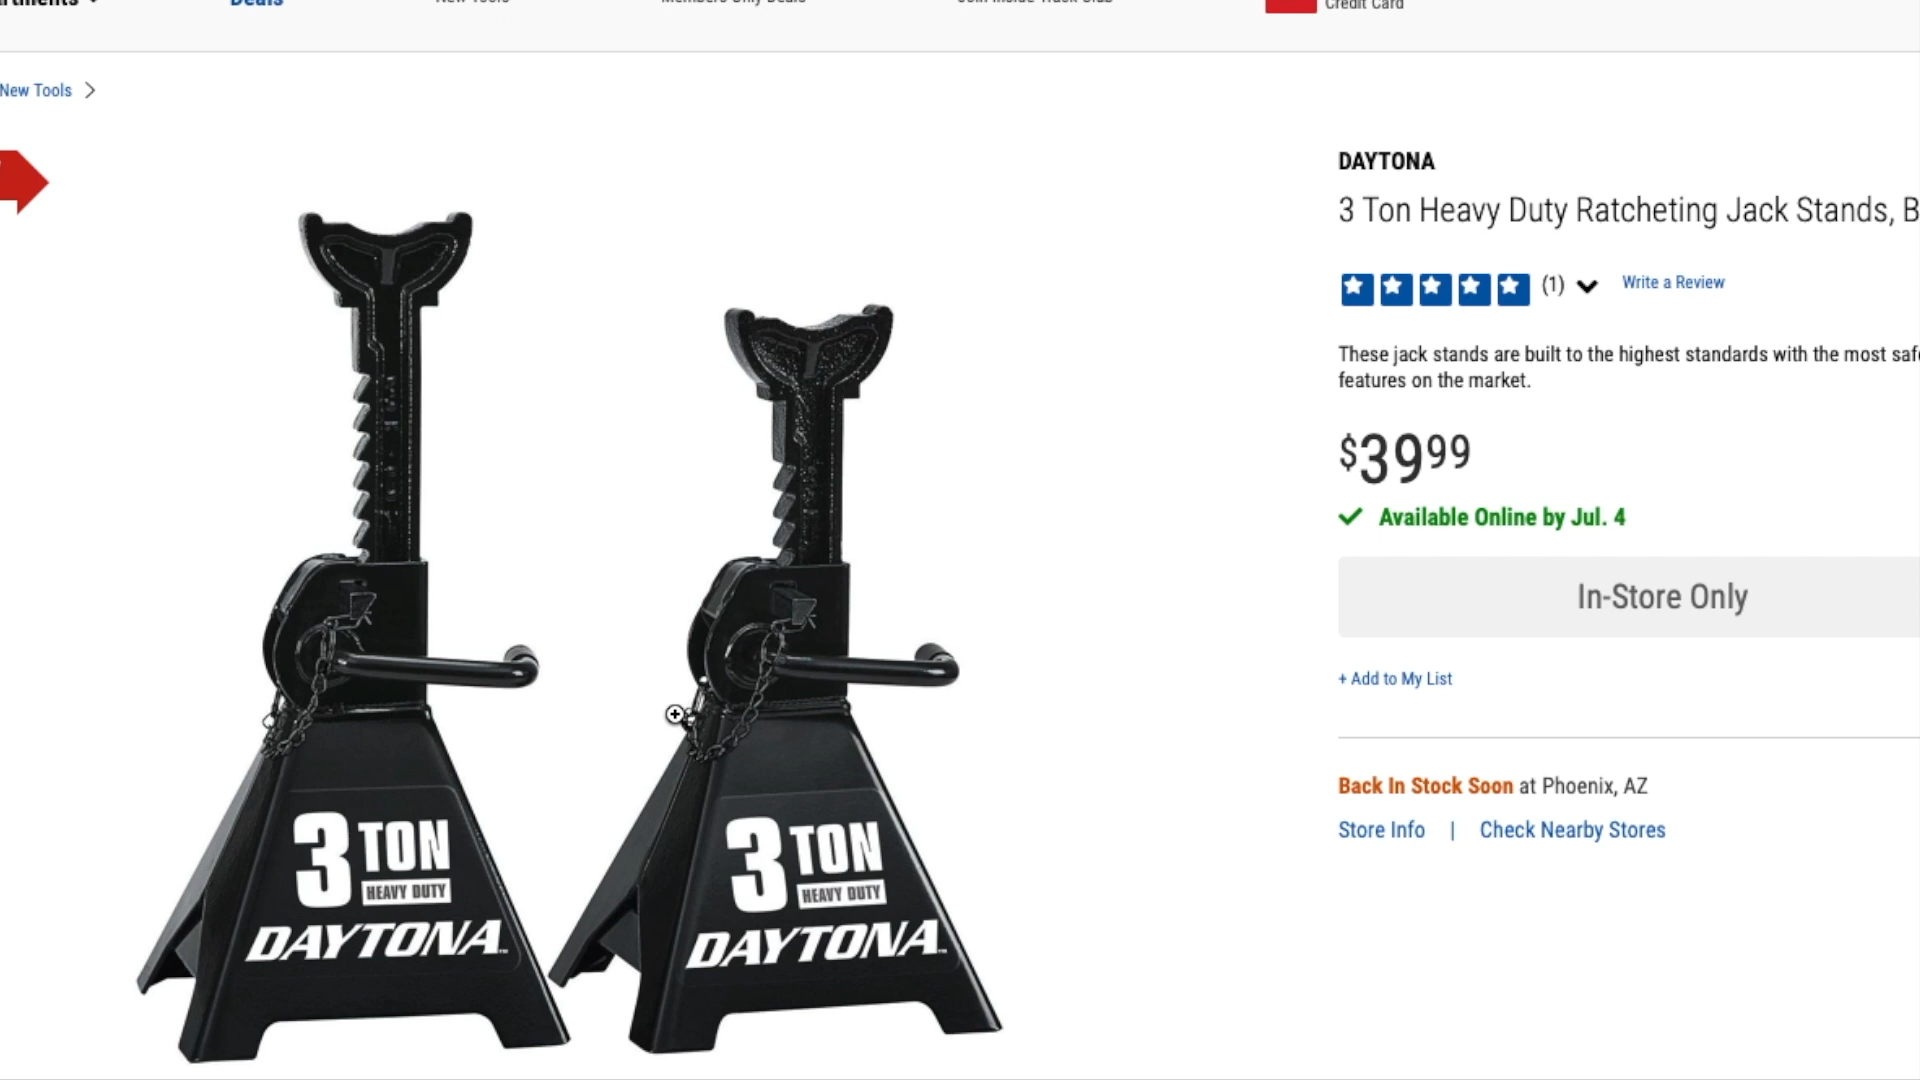 Deals
Credit Card
New Tools
DAYTONA
3 Ton Heavy Duty Ratcheting Jack Stands,
(1) Write a Review
These jack stands are built to the highest standards with the most
features on the market.
$39.99
Available Online by Jul. 4
In-Store Only
+ Add to My List
Back In Stock Soon at Phoenix, AZ
Store Info | Check Nearby Stores
3 TON
HEAVY DUTY
DAYTONA
3 TON
HEAVY DUTY
DAYTONA